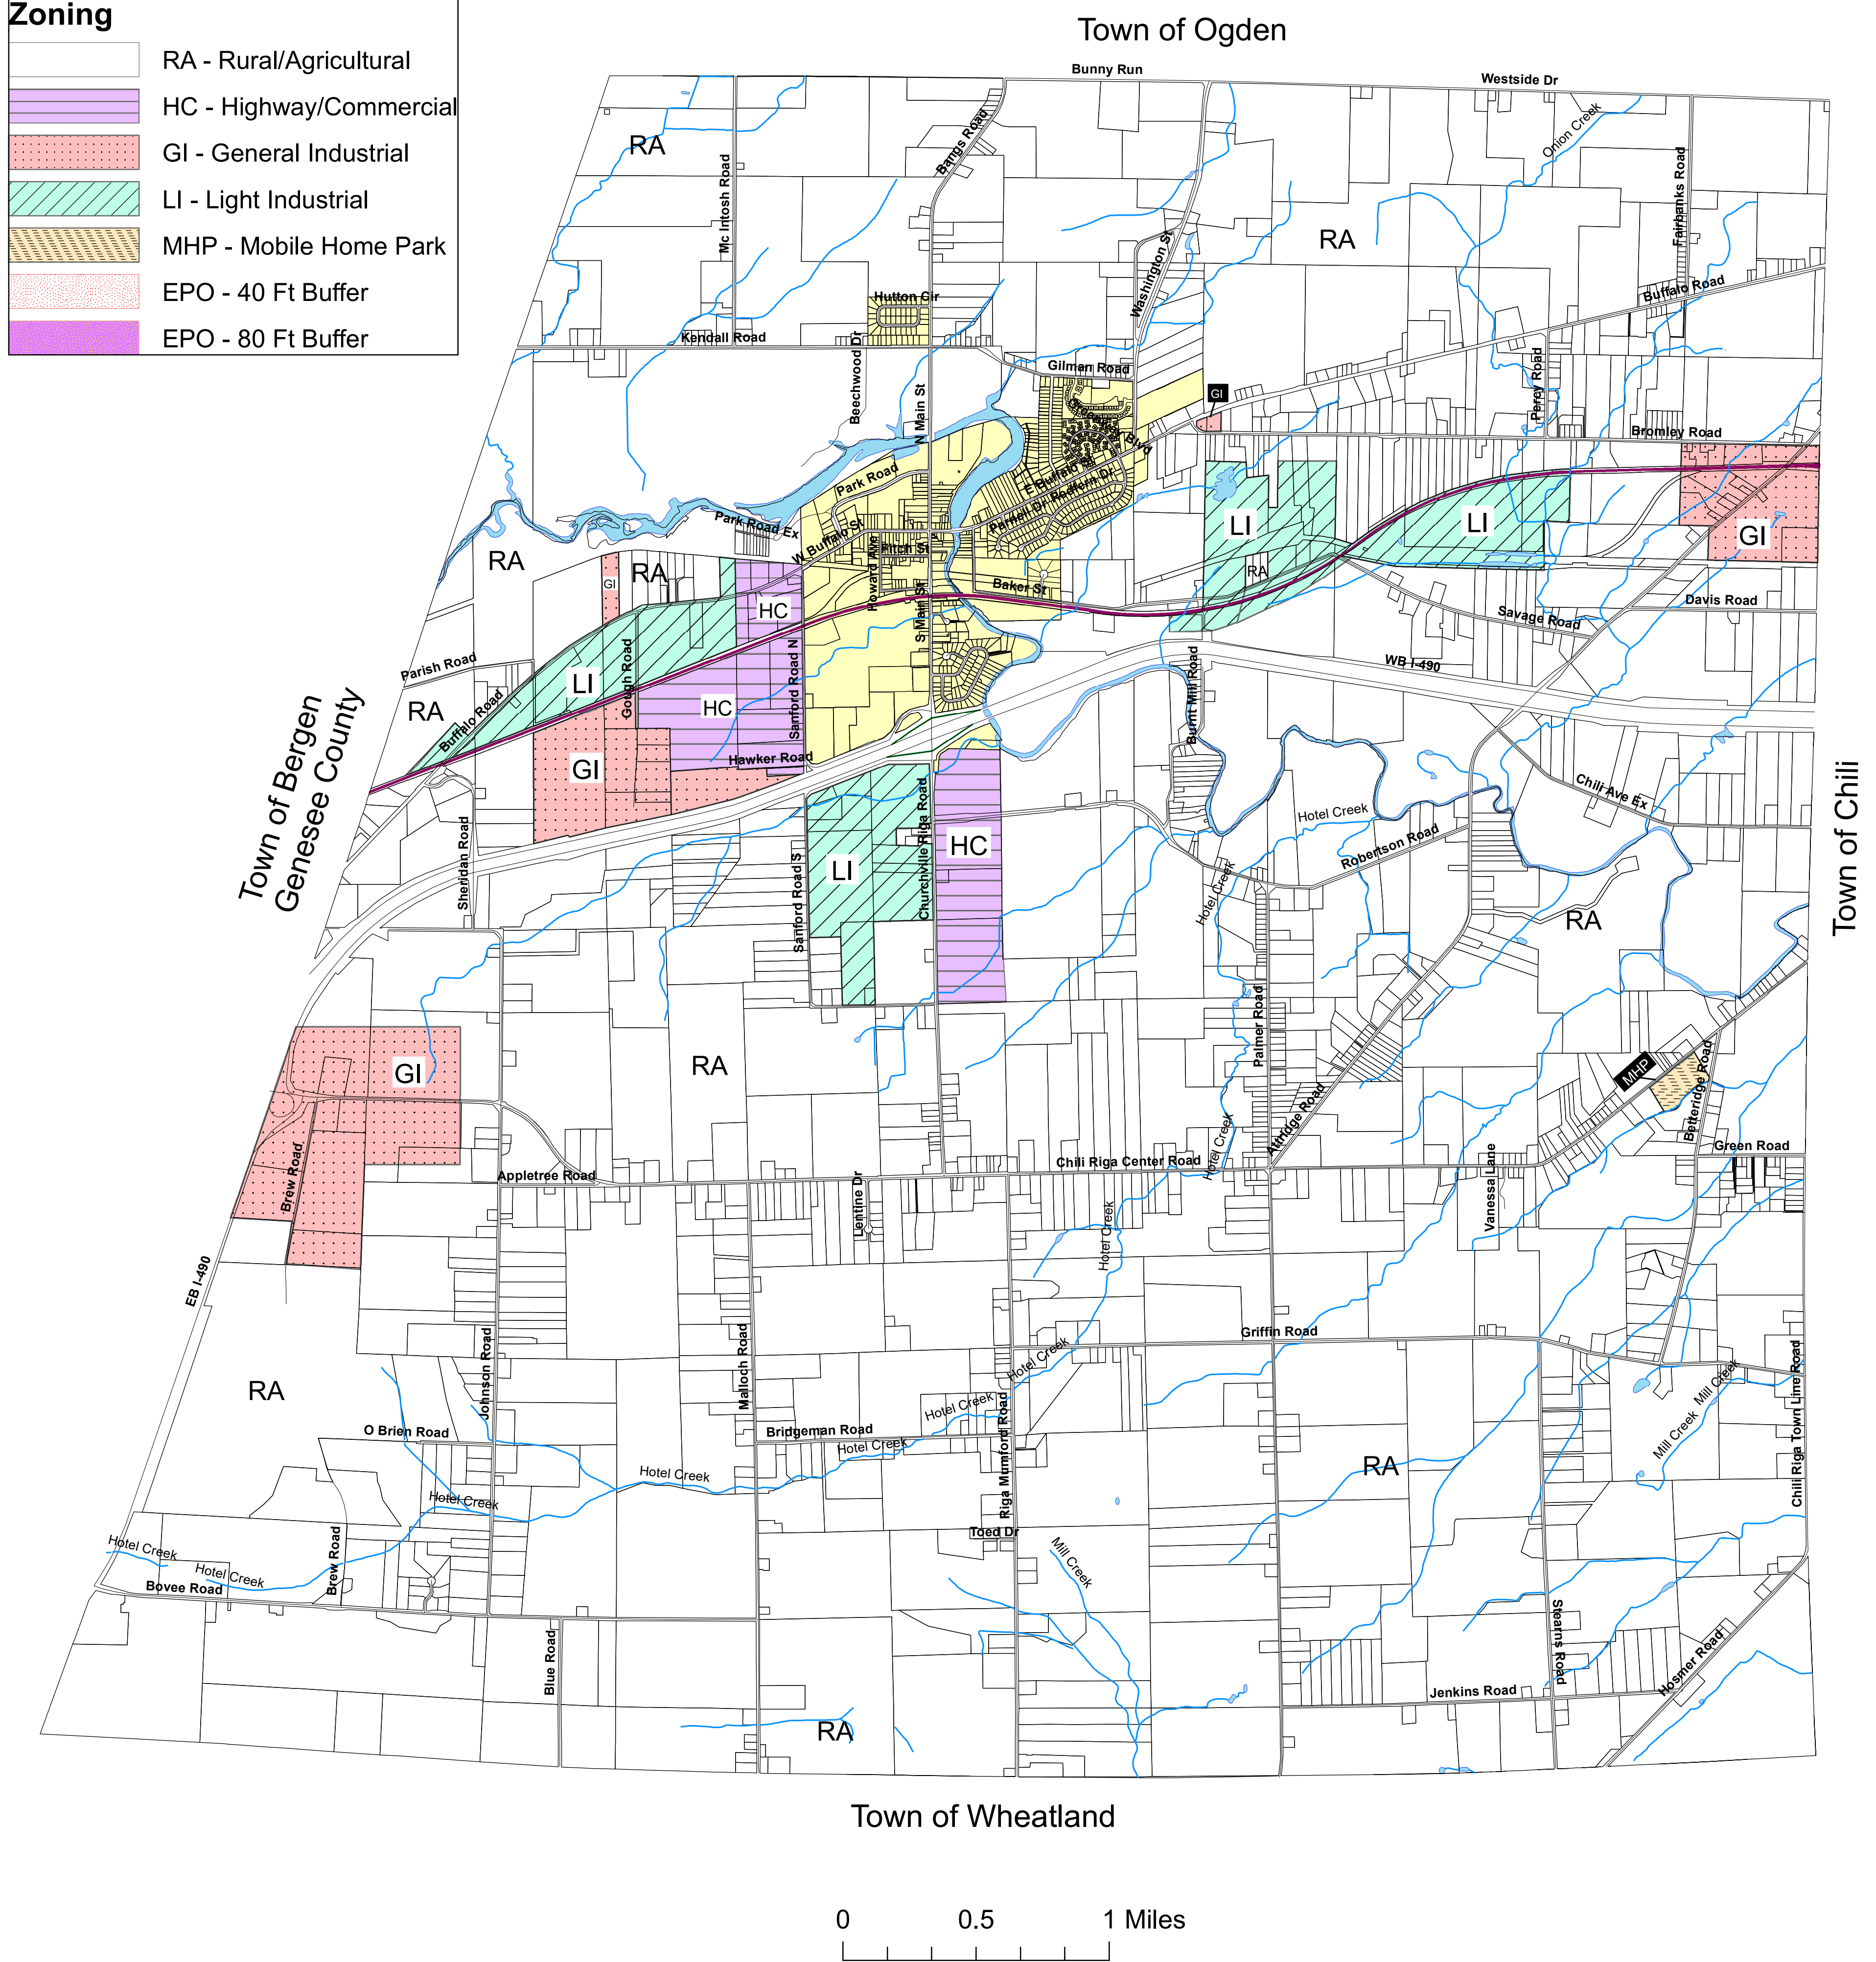 Zoning
RA - Rural/Agricultural
HC - Highway/Commercial
GI - General Industrial
LI - Light Industrial
MHP - Mobile Home Park
EPO - 40 Ft Buffer
EPO - 80 Ft Buffer
Town of Ogden
Bunny Run
Westside Dr
Onion Creek
Bangs Road
RA
Mc Intosh Road
Fairbanks Road
RA
Washington St
Buffalo Road
Hutton Cir
Kendall Road
Beechwood Dr
Gilman Road
Percy Road
N Main St
GI
Greenway Blvd
Bromley Road
E Buffalo St
Park Road
Redfern Dr
Parnell Dr
Park Road Ex
W Buffalo St
LI
LI
GI
Howard Ave
Fitch St
RA
RA
GI
RA
Baker St
HC
Davis Road
Savage Road
S Main St
Parish Road
WB I-490
Gough Road
LI
Sanford Road N
Burnt Mill Road
RA
Buffalo Road
HC
Town of Bergen
Genesee County
GI
Hawker Road
Chili Ave Ex
Town of Chili
Hotel Creek
Robertson Road
HC
LI
Churchville Riga Road
Sheridan Road
Sanford Road S
Hotel Creek
RA
Palmer Road
GI
RA
MHP
Betteridge Road
Attridge Road
Hotel Creek
Green Road
Brew Road
Appletree Road
Chili Riga Center Road
Lentine Dr
Vanessa Lane
Hotel Creek
EB I-490
Griffin Road
Johnson Road
Malloch Road
Hotel Creek
RA
Mill Creek
Chili Riga Town Line Road
Hotel Creek
O Brien Road
Bridgeman Road
Hotel Creek
Riga Mumford Road
Mill Creek
RA
Hotel Creek
Hotel Creek
Toed Dr
Hotel Creek
Hotel Creek
Brew Road
Mill Creek
Bovee Road
Blue Road
Stearns Road
Hosmer Road
Jenkins Road
RA
Town of Wheatland
0 0.5 1 Miles